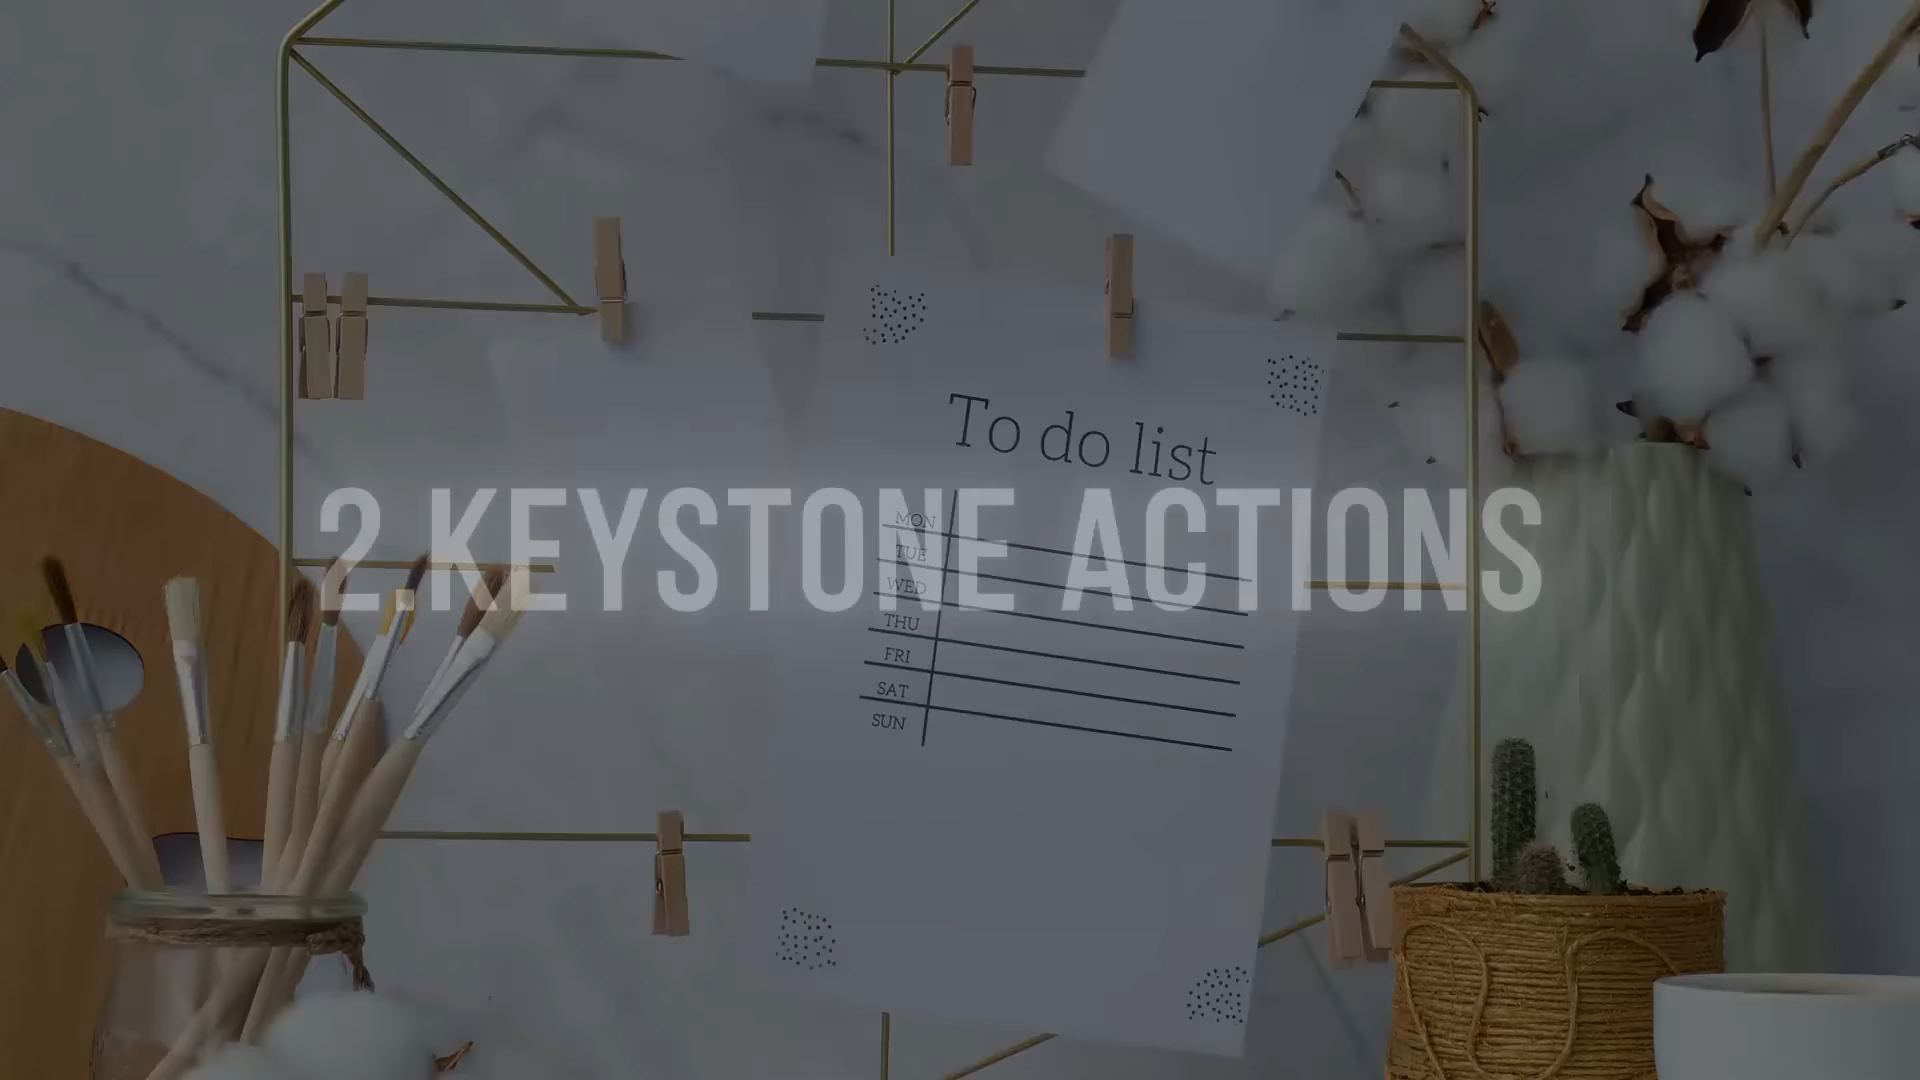 To do list
2.KEYSTONE ACTIONS
MON
TUE
WED
THU
FRI
SAT
SUN